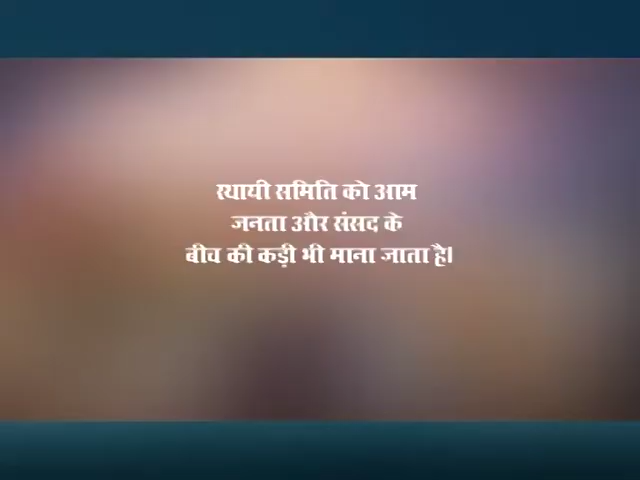 स्थायी समिति को आम
जनता और संसद के
बीच की कड़ी भी माना जाता है।